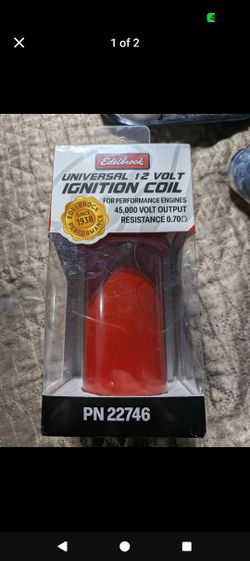 1 of 2
Edelbrock
UNIVERSAL 12 VOLT
IGNITION COIL
FOR PERFORMANCE ENGINES
45,000 VOLT OUTPUT
RESISTANCE 0.70Ω
EDELBROCK
SINCE
1938
PERFORMANCE
PN 22746